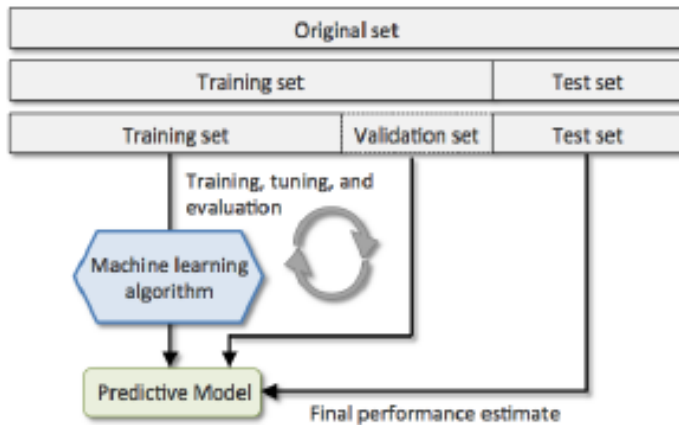 Original set
Training set
Test set
Training set
Validation set
Test set
Training, tuning, and
evaluation
Machine learning
algorithm
Predictive Model
Final performance estimate